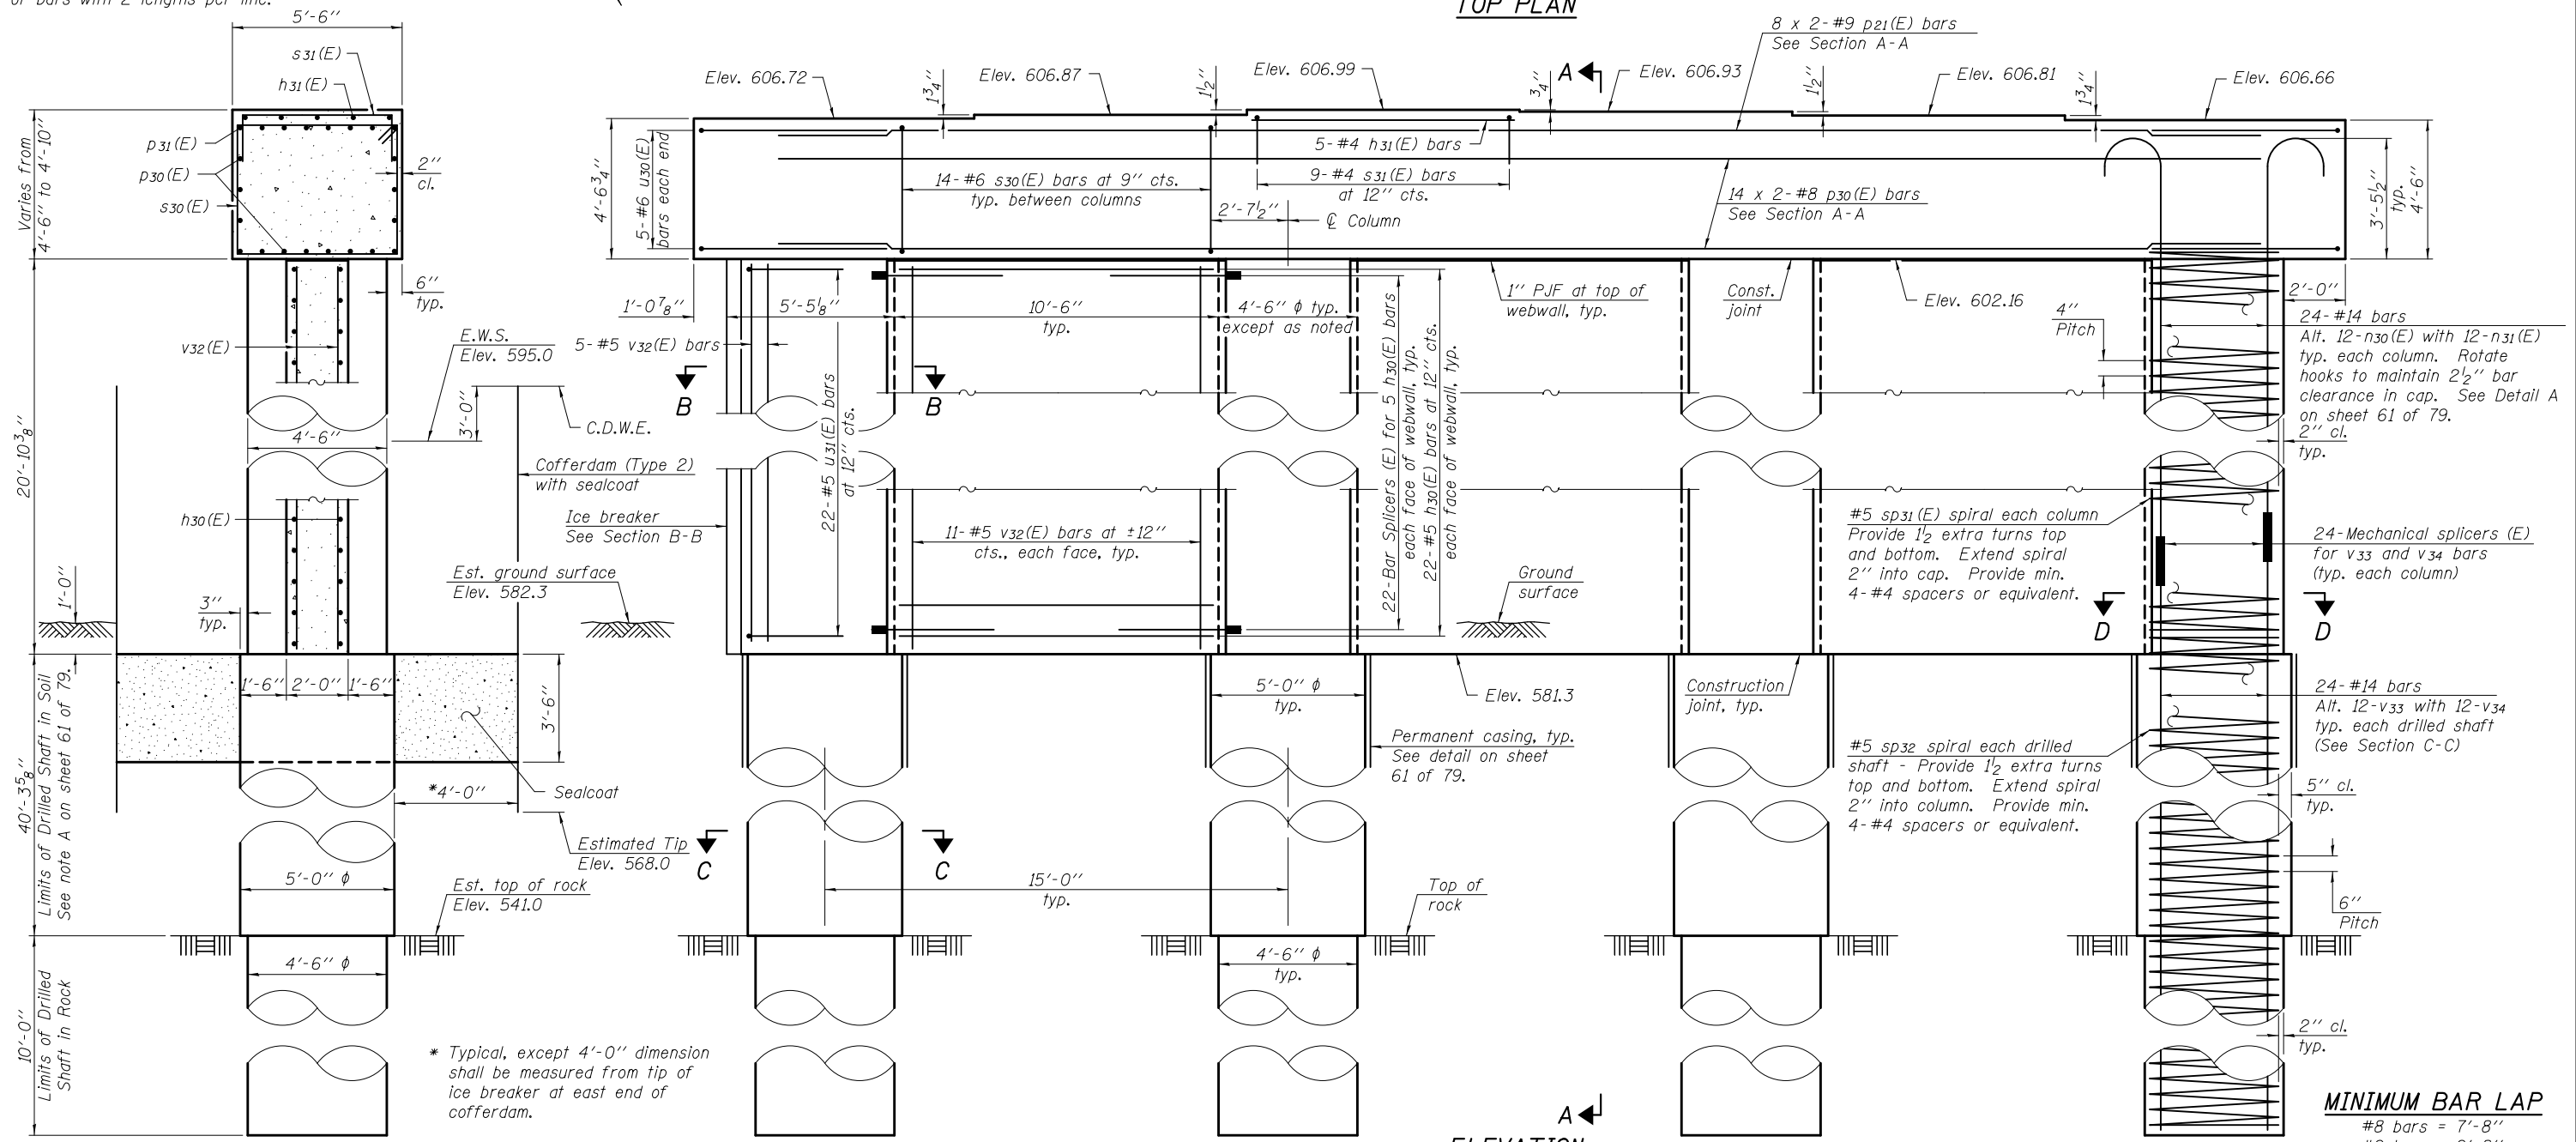 of bars with 2 lengths per line.
TOP PLAN
5'-6"
s31(E)
h31(E)
p31(E)
p30(E)
s30(E)
2"
cl.
Varies from
4'-6" to 4'-10"
6"
typ.
v32(E)
E.W.S.
Elev. 595.0
3'-0"
C.D.W.E.
4'-6"
Cofferdam (Type 2)
with sealcoat
20'-10 3/8"
h30(E)
Ice breaker
See Section B-B
Est. ground surface
Elev. 582.3
1'-0"
3"
typ.
1'-6"
2'-0"
1'-6"
3'-6"
Sealcoat
*4'-0"
Estimated Tip
Elev. 568.0
40'-3 5/8"
Limits of Drilled Shaft in Soil
See note A on sheet 61 of 79.
5'-0" ϕ
Est. top of rock
Elev. 541.0
4'-6" ϕ
10'-0"
Limits of Drilled
Shaft in Rock
* Typical, except 4'-0" dimension
shall be measured from tip of
ice breaker at east end of
cofferdam.
Elev. 606.72
1 3/4"
Elev. 606.87
1 1/2"
Elev. 606.99
3/4"
A
Elev. 606.93
8 x 2-#9 p21(E) bars
See Section A-A
1 1/2"
Elev. 606.81
1 3/4"
Elev. 606.66
4'-6 3/4"
5-#6 u30(E)
bars each end
14-#6 s30(E) bars at 9" cts.
typ. between columns
5-#4 h31(E) bars
9-#4 s31(E) bars
at 12" cts.
2'-7 1/2"
℄ Column
14 x 2-#8 p30(E) bars
See Section A-A
3'-5 1/2"
typ.
4'-6"
1'-0 7/8"
5'-5 1/8"
10'-6"
typ.
4'-6" ϕ typ.
except as noted
1" PJF at top of
webwall, typ.
Const.
joint
Elev. 602.16
4"
Pitch
2'-0"
24-#14 bars
Alt. 12-n30(E) with 12-n31(E)
typ. each column. Rotate
hooks to maintain 2 1/2" bar
clearance in cap. See Detail A
on sheet 61 of 79.
2" cl.
typ.
5-#5 v32(E) bars
B
B
22-#5 u31(E) bars
at 12" cts.
22-Bar Splicers (E) for 5 h30(E) bars
each face of webwall, typ.
22-#5 h30(E) bars at 12" cts.
each face of webwall, typ.
11-#5 v32(E) bars at ±12"
cts., each face, typ.
Ground
surface
#5 sp31(E) spiral each column
Provide 1 1/2 extra turns top
and bottom. Extend spiral
2" into cap. Provide min.
4-#4 spacers or equivalent.
24-Mechanical splicers (E)
for v33 and v34 bars
(typ. each column)
D
D
5'-0" ϕ
typ.
Elev. 581.3
Construction
joint, typ.
Permanent casing, typ.
See detail on sheet
61 of 79.
24-#14 bars
Alt. 12-v33 with 12-v34
typ. each drilled shaft
(See Section C-C)
#5 sp32 spiral each drilled
shaft - Provide 1 1/2 extra turns
top and bottom. Extend spiral
2" into column. Provide min.
4-#4 spacers or equivalent.
5" cl.
typ.
C
C
15'-0"
typ.
Top of
rock
6"
Pitch
4'-6" ϕ
typ.
2" cl.
typ.
A
ELEVATION
MINIMUM BAR LAP
#8 bars = 7'-8"